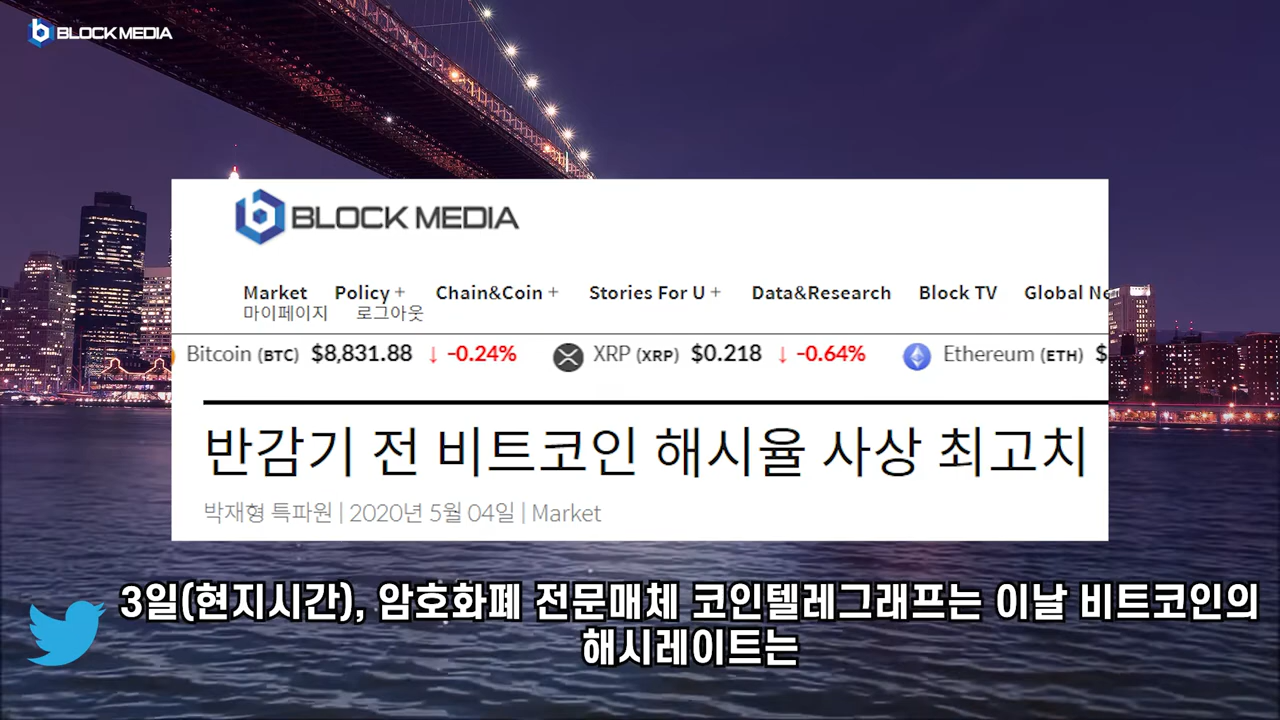 BLOCK MEDIA
BLOCK MEDIA
Market Policy + Chain&Coin + Stories For U + Data&Research Block TV Global Ne
마이페이지 로그아웃
Bitcoin (BTC) $8,831.88 ↓ -0.24% XRP (XRP) $0.218 ↓ -0.64% Ethereum (ETH) $
반감기 전 비트코인 해시율 사상 최고치
박재형 특파원 | 2020년 5월 04일 | Market
3일(현지시간), 암호화폐 전문매체 코인텔레그래프는 이날 비트코인의
해시레이트는